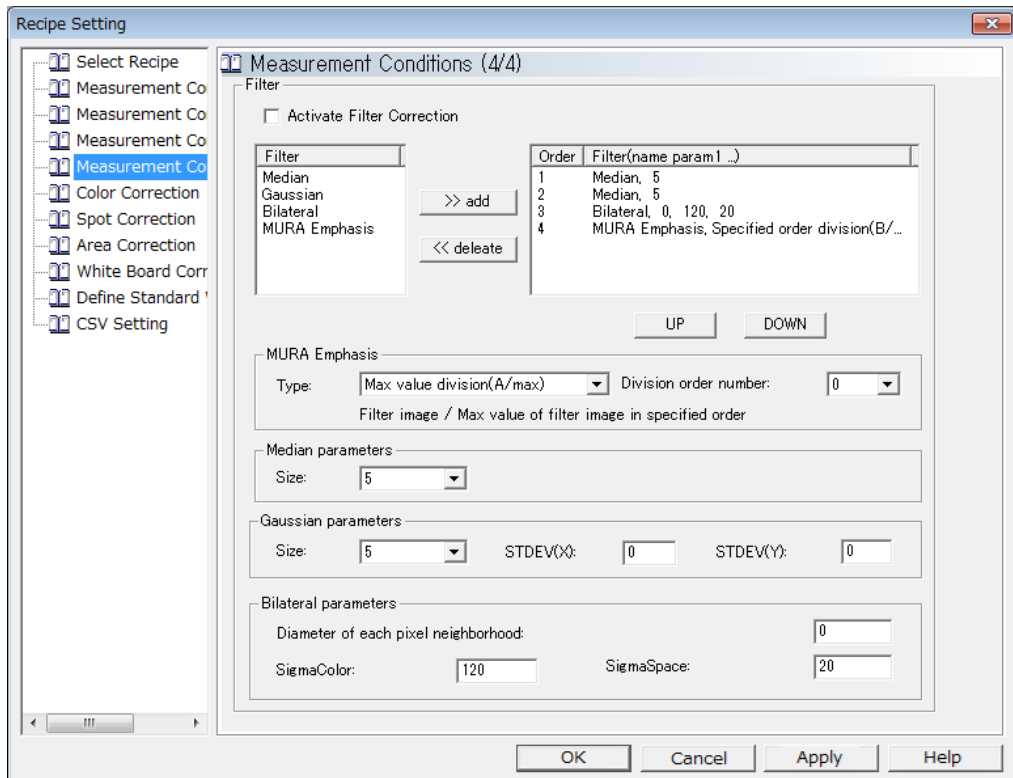 Recipe Setting
Select Recipe
Measurement Co
Measurement Co
Measurement Co
Measurement Co
Color Correction
Spot Correction
Area Correction
White Board Corr
Define Standard
CSV Setting
Measurement Conditions (4/4)
Filter
Activate Filter Correction
Filter
Median
Gaussian
Bilateral
MURA Emphasis
>> add
<< deleate
Order Filter(name param1 ..)
1 Median, 5
2 Median, 5
3 Bilateral, 0, 120, 20
4 MURA Emphasis, Specified order division(B/...
UP DOWN
MURA Emphasis
Type: Max value division(A/max) Division order number: 0
Filter image / Max value of filter image in specified order
Median parameters
Size: 5
Gaussian parameters
Size: 5 STDEV(X): 0 STDEV(Y): 0
Bilateral parameters
Diameter of each pixel neighborhood: 0
SigmaColor: 120 SigmaSpace: 20
OK Cancel Apply Help